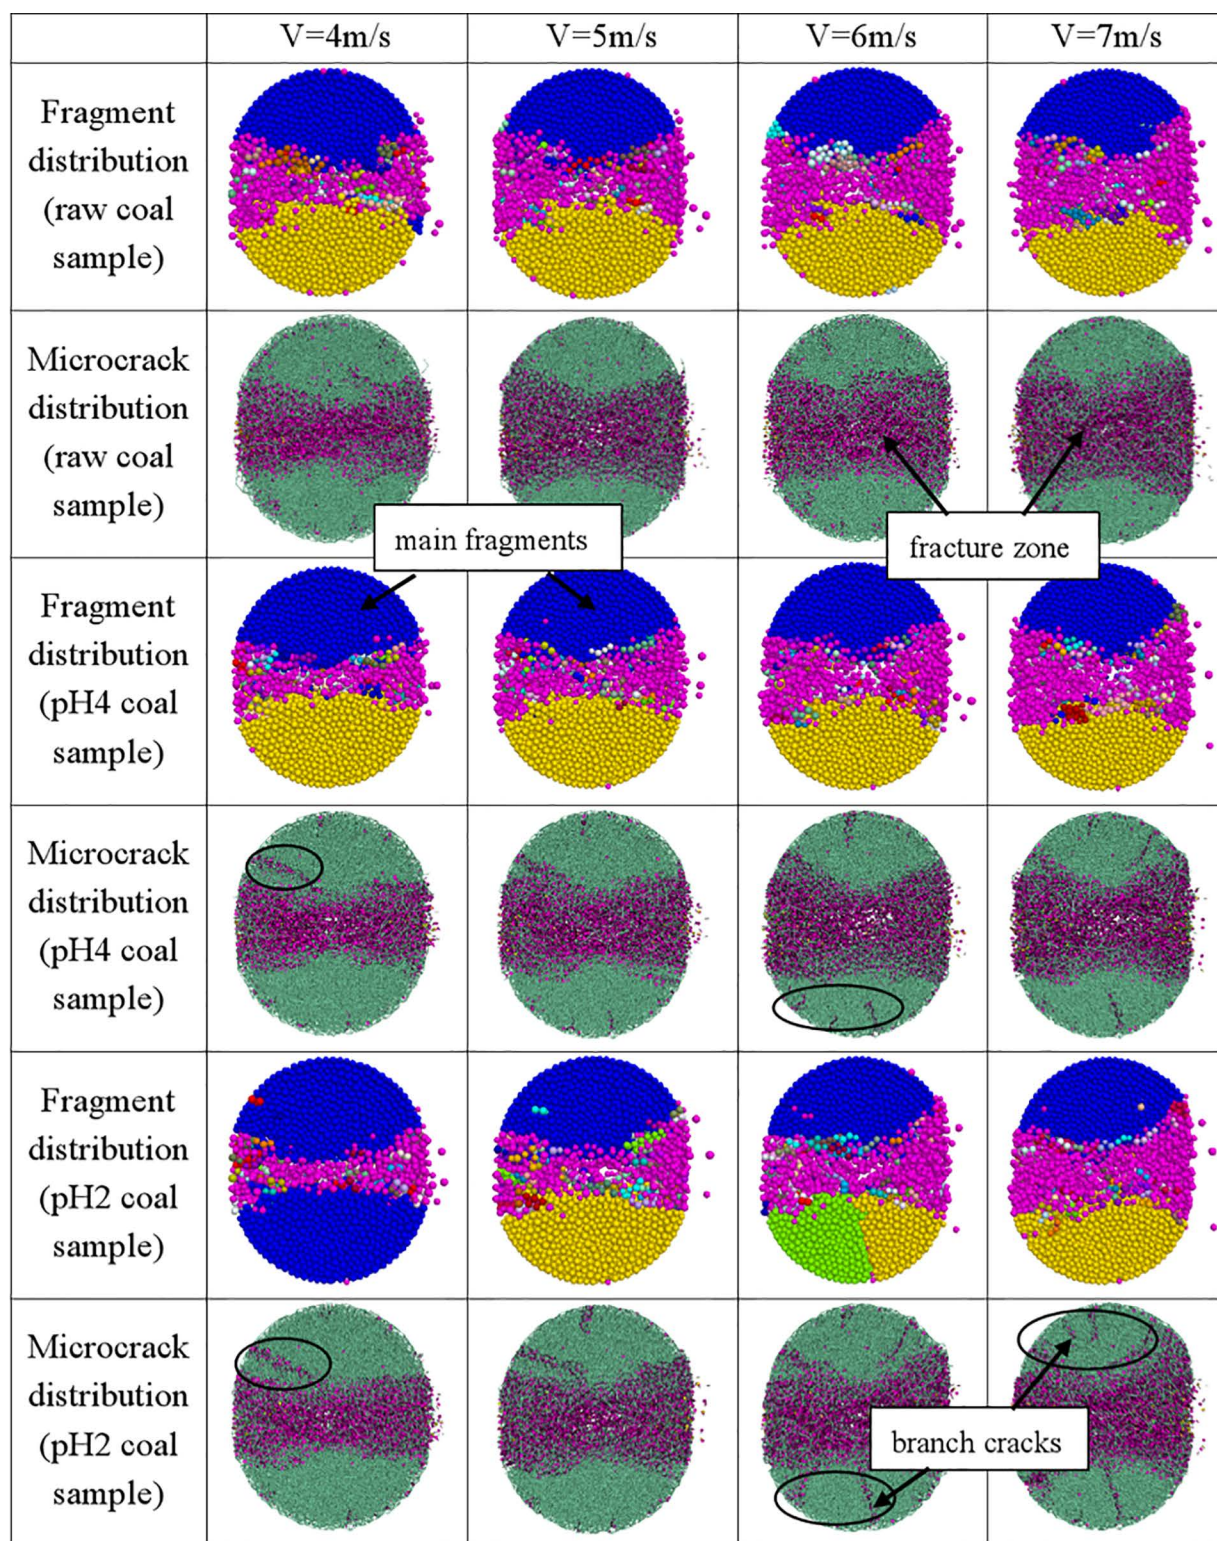 V=4m/s V=5m/s V=6m/s V=7m/s
Fragment
distribution
(raw coal
sample)
Microcrack
distribution
(raw coal
sample)
main fragments
fracture zone
Fragment
distribution
(pH4 coal
sample)
Microcrack
distribution
(pH4 coal
sample)
Fragment
distribution
(pH2 coal
sample)
Microcrack
distribution
(pH2 coal
sample)
branch cracks